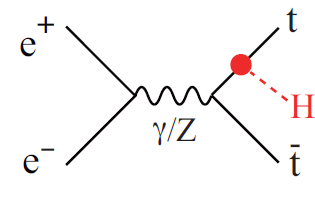 e⁺ t
H
γ/Z
e⁻ t̄